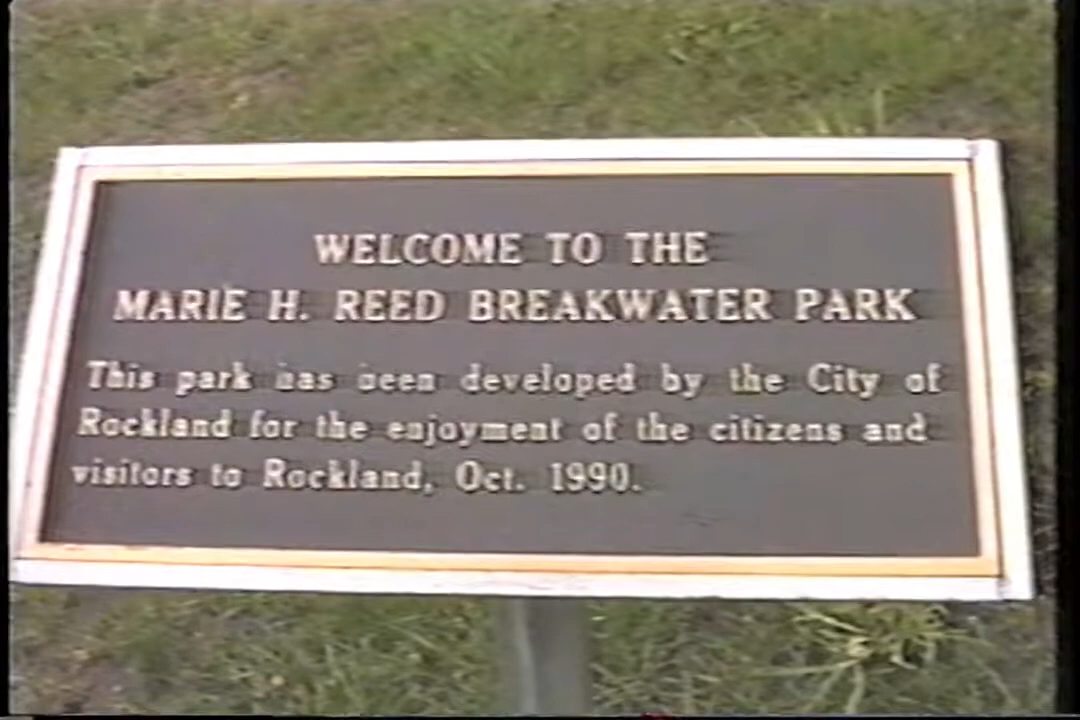 WELCOME TO THE
MARIE H. REED BREAKWATER PARK
This park has been developed by the City of
Rockland for the enjoyment of the citizens and
visitors to Rockland, Oct. 1990.